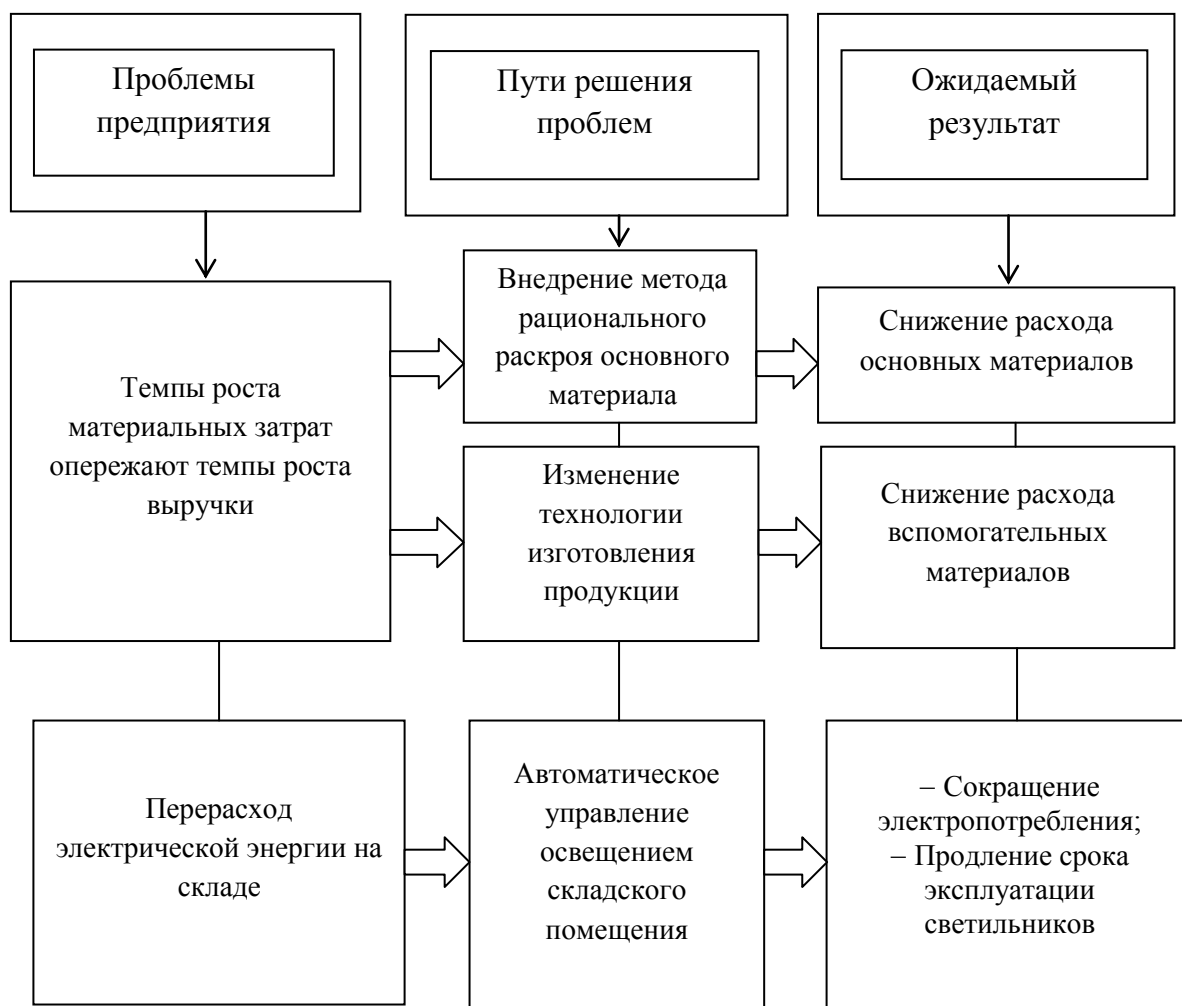 Проблемы
предприятия
Пути решения
проблем
Ожидаемый
результат
Темпы роста
материальных затрат
опережают темпы роста
выручки
Внедрение метода
рационального
раскроя основного
материала
Снижение расхода
основных материалов
Изменение
технологии
изготовления
продукции
Снижение расхода
вспомогательных
материалов
Перерасход
электрической энергии на
складе
Автоматическое
управление
освещением
складского
помещения
– Сокращение
электропотребления;
– Продление срока
эксплуатации
светильников